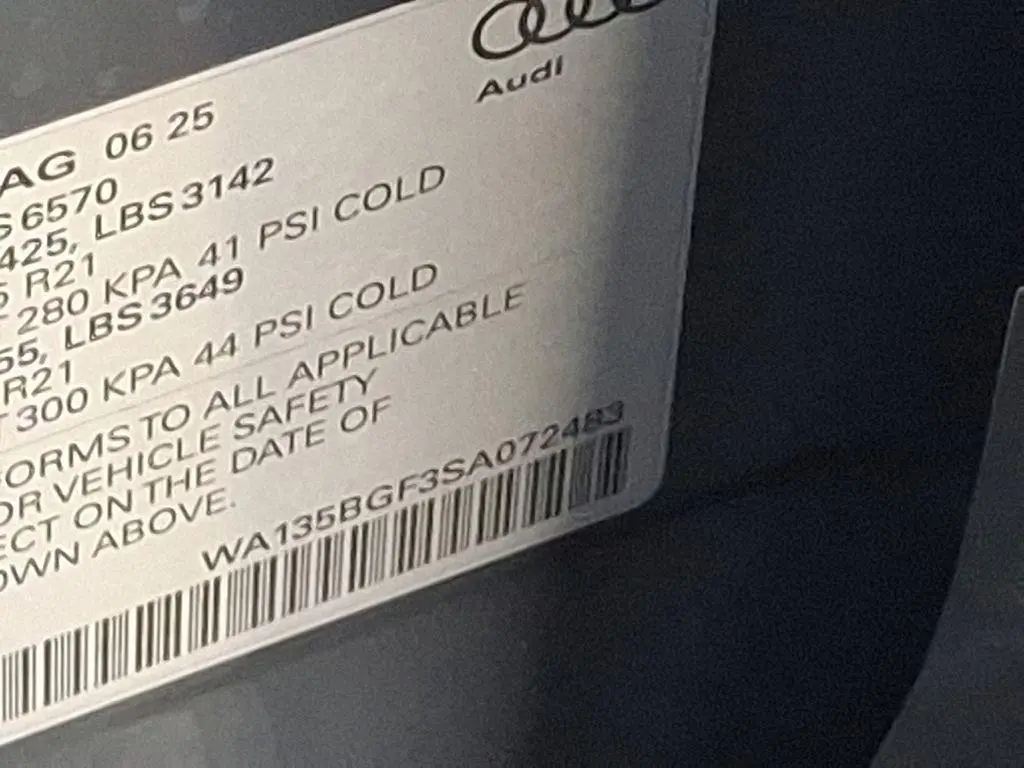 Audi
AG 06 25
S 6570
425, LBS 3142
5 R21
280 KPA 41 PSI COLD
55, LBS 3649
R21
T 300 KPA 44 PSI COLD
FORMS TO ALL APPLICABLE
OR VEHICLE SAFETY
ECT ON THE DATE OF
OWN ABOVE.
WA135BGF3SA072483